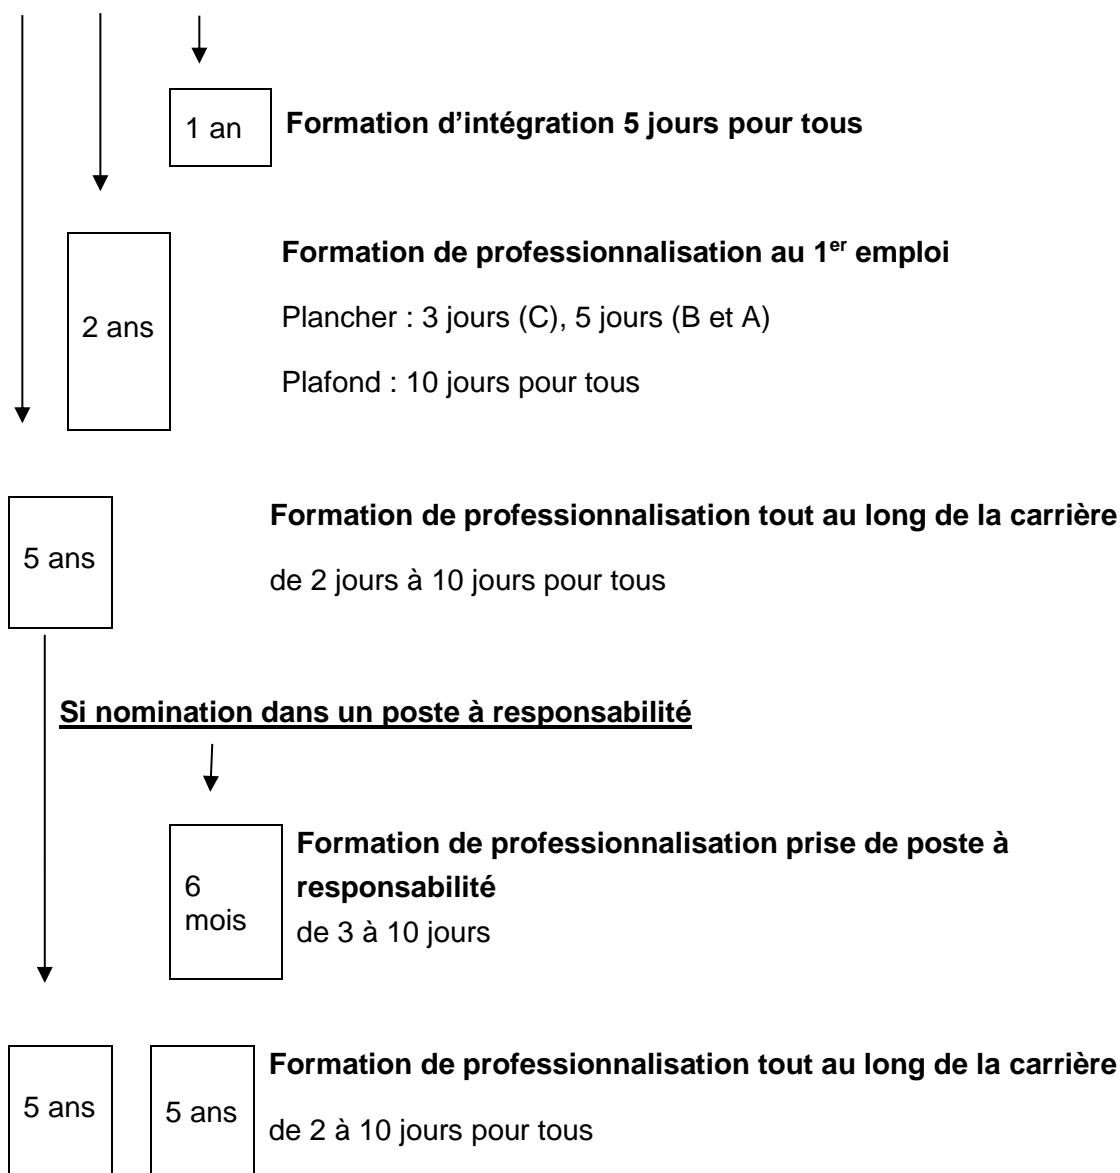 1 an
Formation d’intégration 5 jours pour tous
Formation de professionnalisation au 1er emploi
Plancher : 3 jours (C), 5 jours (B et A)
2 ans
Plafond : 10 jours pour tous
Formation de professionnalisation tout au long de la carrière
5 ans
de 2 jours à 10 jours pour tous
Si nomination dans un poste à responsabilité
Formation de professionnalisation prise de poste à
responsabilité
6
mois
de 3 à 10 jours
Formation de professionnalisation tout au long de la carrière
5 ans
5 ans
de 2 à 10 jours pour tous